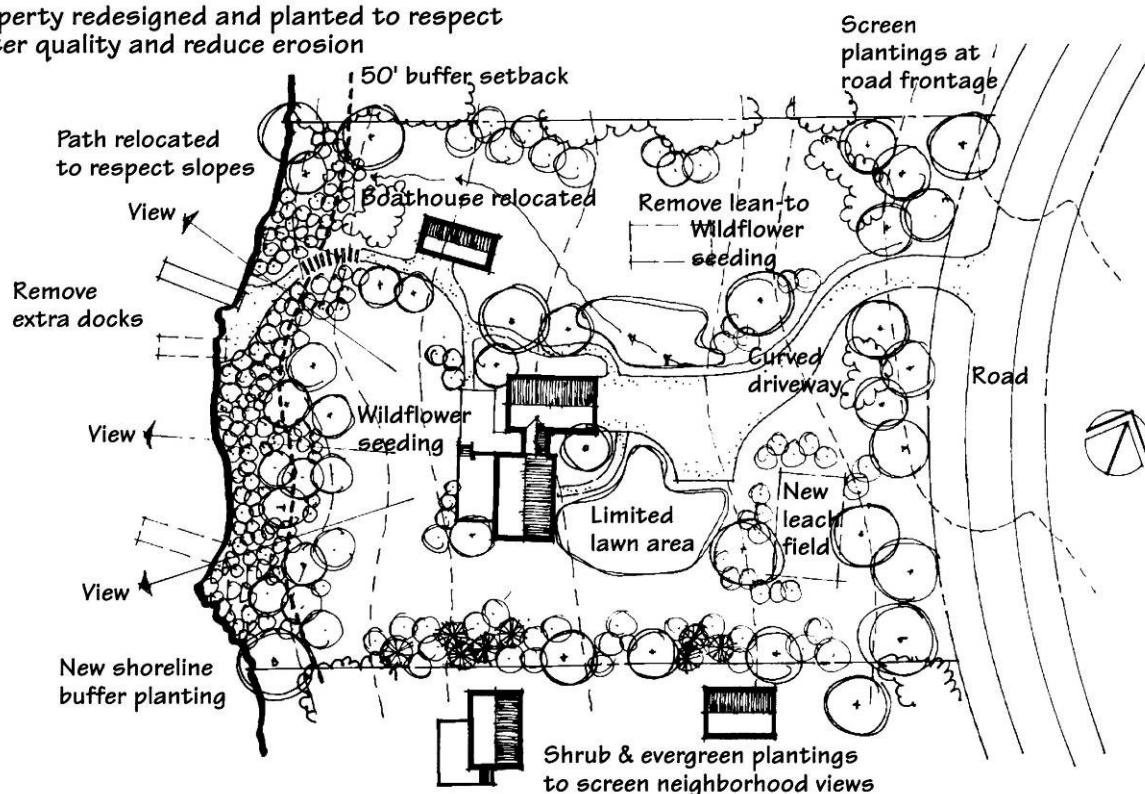 perty redesigned and planted to respect
ter quality and reduce erosion
Screen
plantings at
road frontage
50' buffer setback
Path relocated
to respect slopes
View
Boathouse relocated
Remove lean-to
Wildflower
seeding
Remove
extra docks
Curved
driveway
Road
View
Wildflower
seeding
New
leach
field
Limited
lawn area
View
New shoreline
buffer planting
Shrub & evergreen plantings
to screen neighborhood views